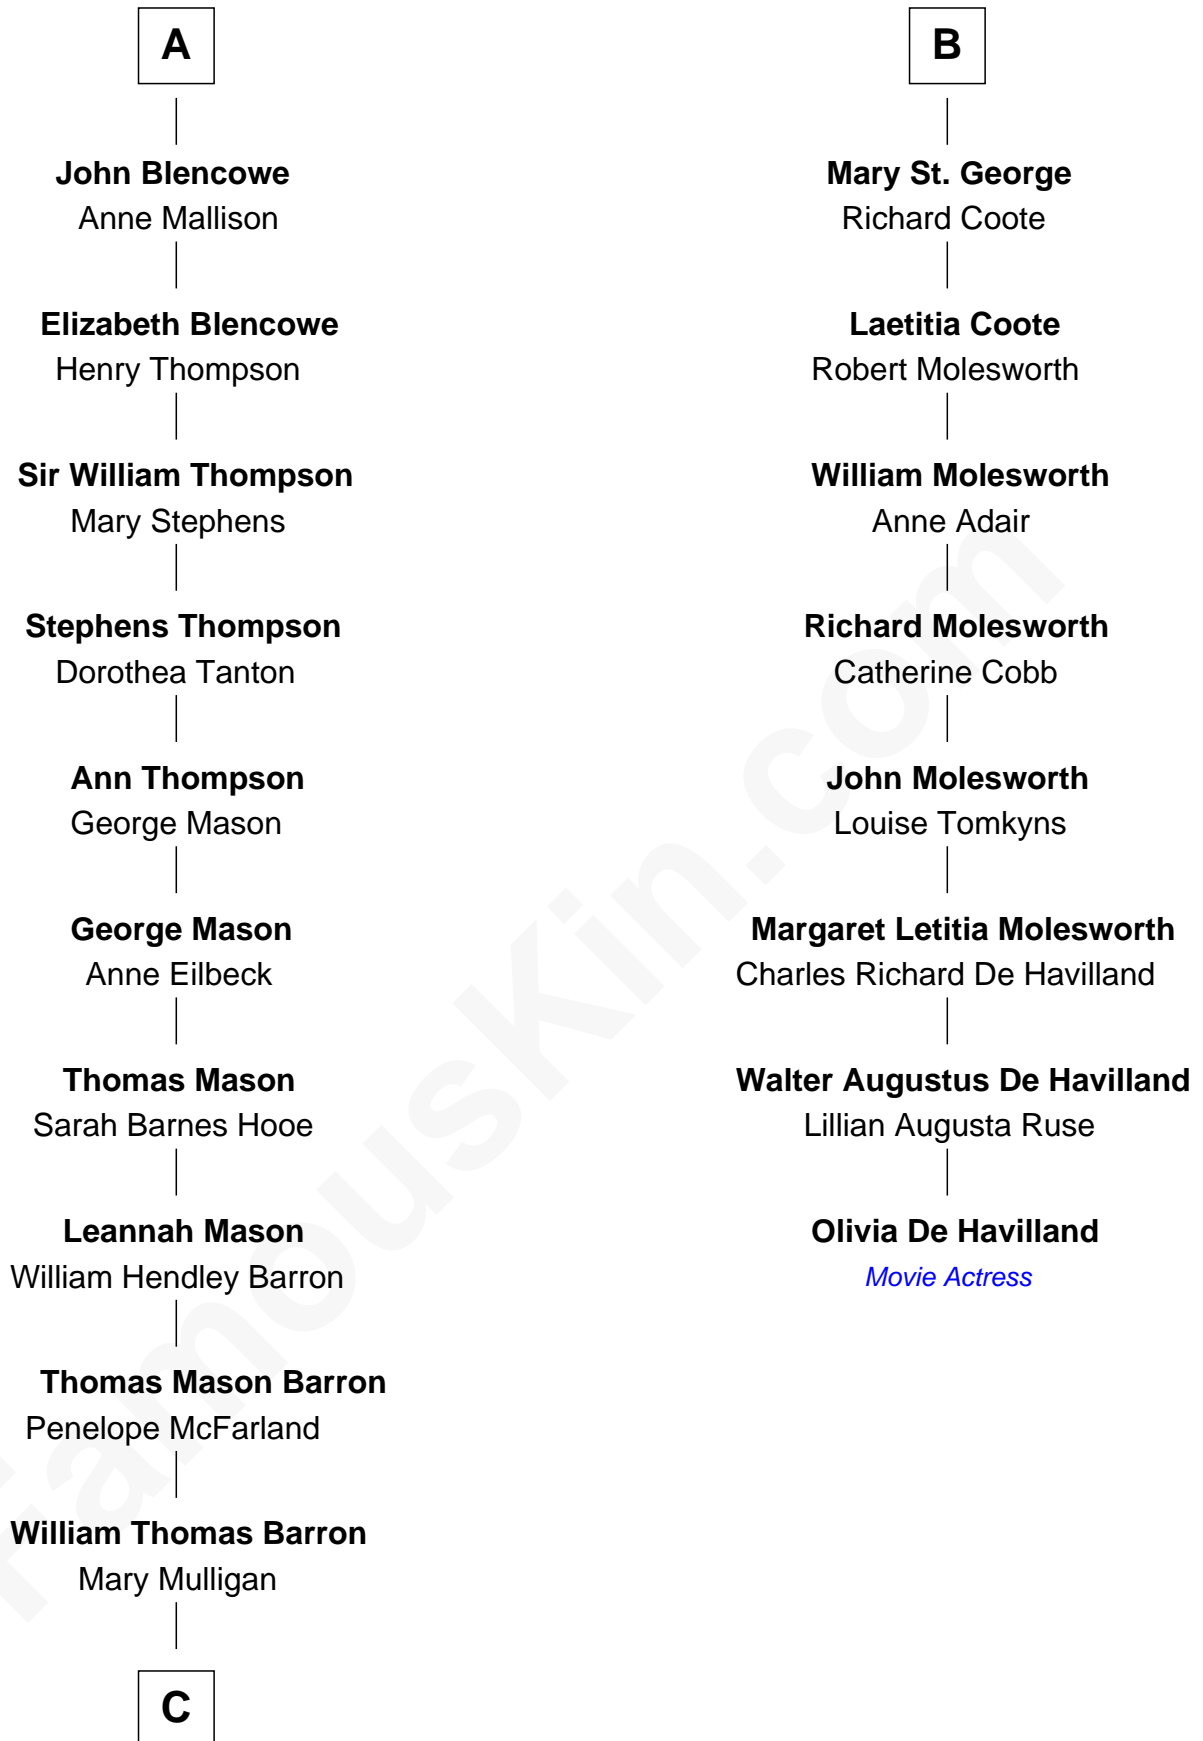 A
John Blencowe
Anne Mallison
Elizabeth Blencowe
Henry Thompson
Sir William Thompson
Mary Stephens
Stephens Thompson
Dorothea Tanton
Ann Thompson
George Mason
George Mason
Anne Eilbeck
Thomas Mason
Sarah Barnes Hooe
Leannah Mason
William Hendley Barron
Thomas Mason Barron
Penelope McFarland
William Thomas Barron
Mary Mulligan
C
B
Mary St. George
Richard Coote
Laetitia Coote
Robert Molesworth
William Molesworth
Anne Adair
Richard Molesworth
Catherine Cobb
John Molesworth
Louise Tomkyns
Margaret Letitia Molesworth
Charles Richard De Havilland
Walter Augustus De Havilland
Lillian Augusta Ruse
Olivia De Havilland
Movie Actress
FamousKin.com